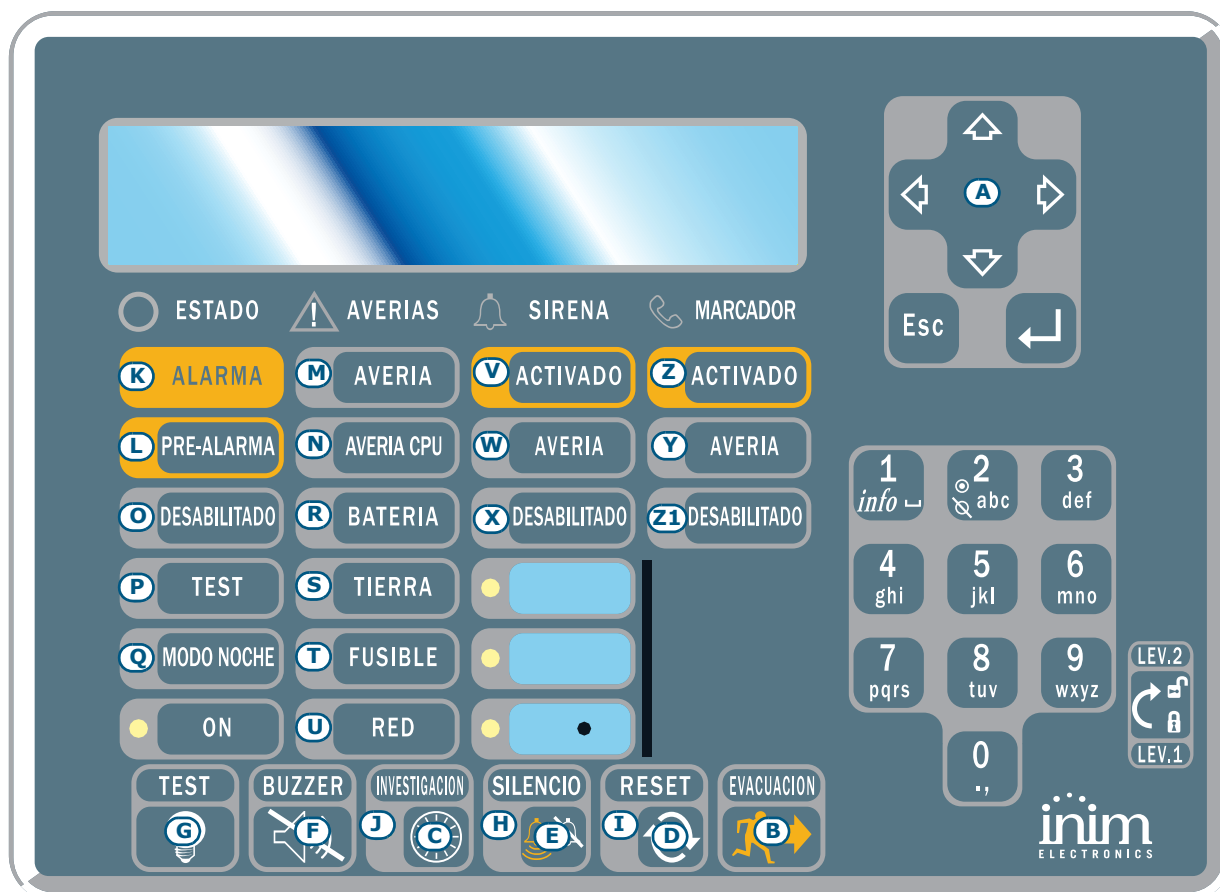 A
Esc
ESTADO AVERIAS SIRENA MARCADOR
K ALARMA M AVERIA V ACTIVADO Z ACTIVADO
L PRE-ALARMA N AVERIA CPU W AVERIA Y AVERIA
O DESABILITADO R BATERIA X DESABILITADO Z1 DESABILITADO
P TEST S TIERRA
Q MODO NOCHE T FUSIBLE
ON U RED
1 2 3
info abc def
4 5 6
ghi jkl mno
7 8 9
pqrs tuv wxyz
0
.,
LEV.2
LEV.1
TEST BUZZER INVESTIGACION SILENCIO RESET EVACUACION
G F J C H E I D B
inim
ELECTRONICS